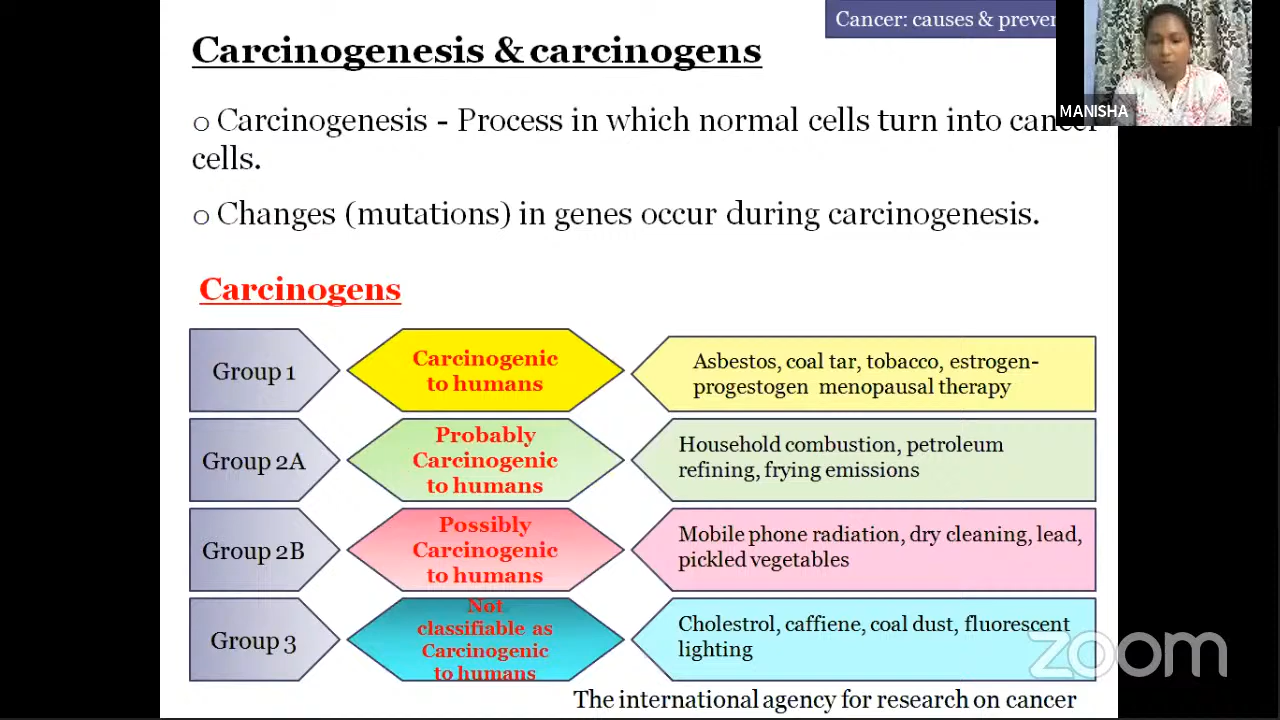 Cancer: causes & preven
Carcinogenesis & carcinogens
MANISHA
o Carcinogenesis - Process in which normal cells turn into cancer
cells.
o Changes (mutations) in genes occur during carcinogenesis.
Carcinogens
Group 1
Carcinogenic
to humans
Asbestos, coal tar, tobacco, estrogen-
progestogen menopausal therapy
Group 2A
Probably
Carcinogenic
to humans
Household combustion, petroleum
refining, frying emissions
Group 2B
Possibly
Carcinogenic
to humans
Mobile phone radiation, dry cleaning, lead,
pickled vegetables
Group 3
Not
classifiable as
Carcinogenic
to humans
Cholestrol, caffiene, coal dust, fluorescent
lighting
zoom
The international agency for research on cancer